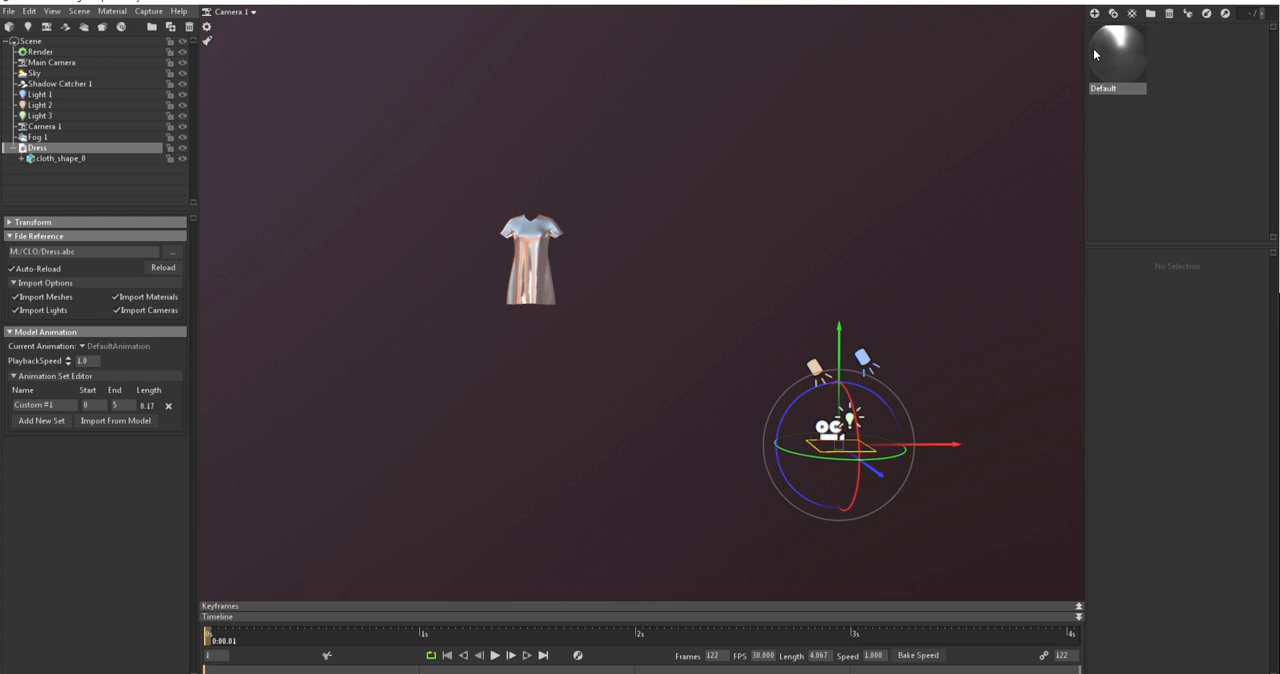 File Edit View Scene Material Capture Help
Camera 1
Scene
Render
Main Camera
Sky
Shadow Catcher 1
Light 1
Light 2
Light 3
Camera 1
Fog 1
Dress
cloth_shape_0
Transform
File Reference
M:/CLO/Dress.abc ...
Auto-Reload Reload
Import Options
Import Meshes Import Materials
Import Lights Import Cameras
Model Animation
Current Animation: DefaultAnimation
PlaybackSpeed 1.0
Animation Set Editor
Name Start End Length
Custom #1 0 5 0.17
Add New Set Import From Model
Default
No Selection
Keyframes
Timeline
1s 2s 3s 4s
0:00.01
1
Frames 122 FPS 30.000 Length 4.067 Speed 1.000 Bake Speed 122